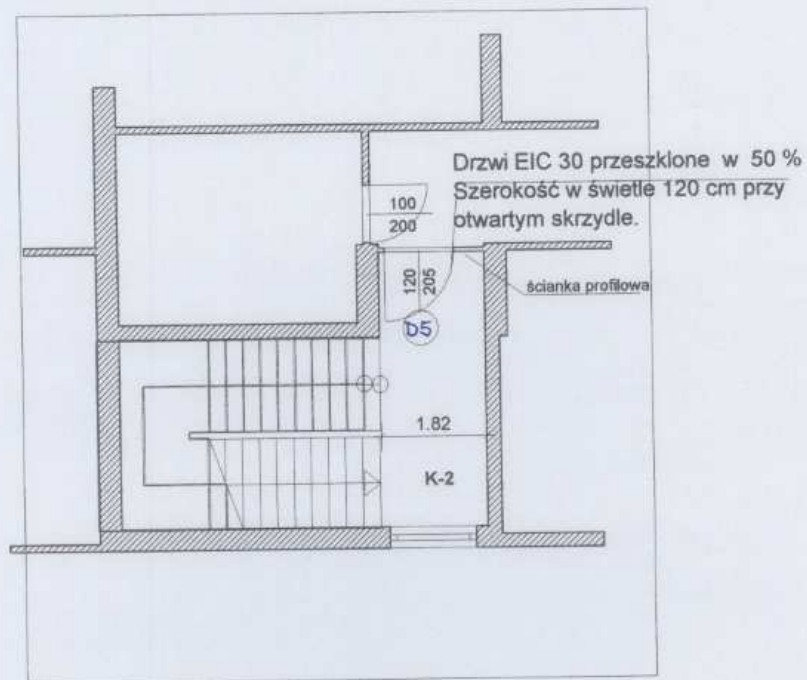 Drzwi EIC 30 przeszklone w 50 %
Szerokość w świetle 120 cm przy
otwartym skrzydle.
100
200
120
205
ścianka profilowa
D5
1.82
K-2